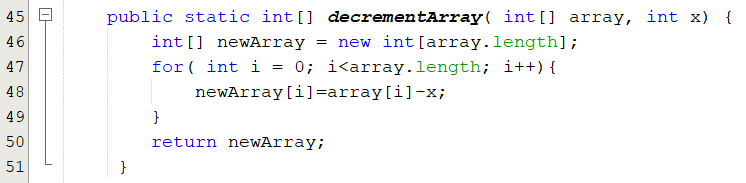 45 public static int[] decrementArray( int[] array, int x) {
46 int[] newArray = new int[array.length];
47 for( int i = 0; i<array.length; i++){
48 newArray[i]=array[i]-x;
49 }
50 return newArray;
51 }